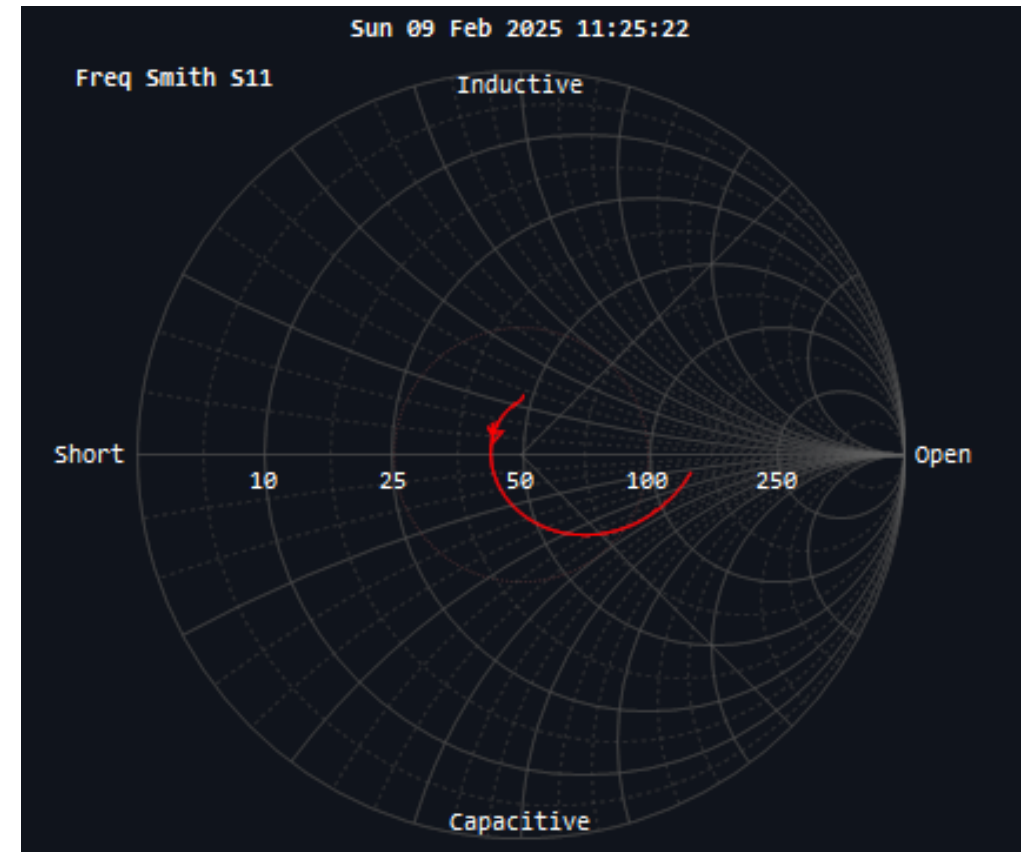 Sun 09 Feb 2025 11:25:22
Freq Smith S11
Inductive
Short
Open
10 25 50 100 250
Capacitive